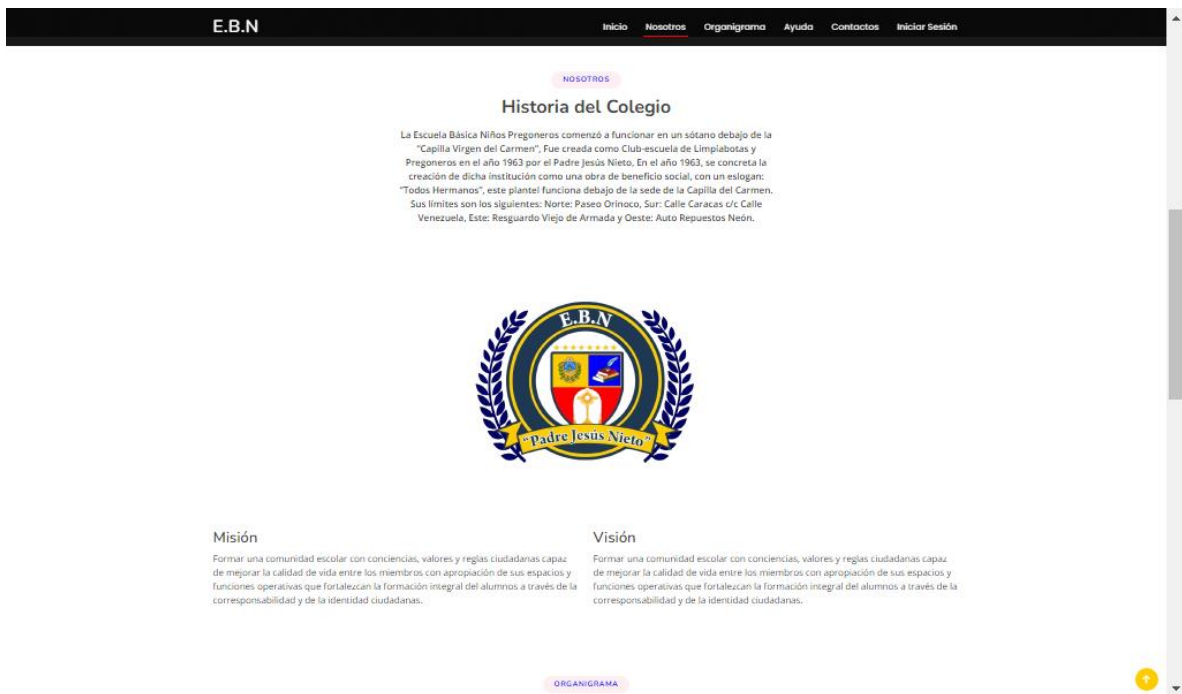 E.B.N
Inicio Nosotros Organigrama Ayuda Contactos Iniciar Sesión
NOSOTROS
Historia del Colegio
La Escuela Básica Niños Pregoneros comenzó a funcionar en un sótano debajo de la
"Capilla Virgen del Carmen", Fue creada como Club-escuela de Limpiabotas y
Pregoneros en el año 1963 por el Padre Jesús Nieto, En el año 1963, se concreta la
creación de dicha institución como una obra de beneficio social, con un eslogan:
"Todos Hermanos", este plantel funciona debajo de la sede de la Capilla del Carmen.
Sus límites son los siguientes: Norte: Paseo Orinoco, Sur: Calle Caracas c/c Calle
Venezuela, Este: Resguardo Viejo de Armada y Oeste: Auto Repuestos Neón.
E.B.N
"Padre Jesús Nieto"
Misión
Formar una comunidad escolar con conciencias, valores y reglas ciudadanas capaz
de mejorar la calidad de vida entre los miembros con apropiación de sus espacios y
funciones operativas que fortalezcan la formación integral del alumnos a través de la
corresponsabilidad y de la identidad ciudadanas.
Visión
Formar una comunidad escolar con conciencias, valores y reglas ciudadanas capaz
de mejorar la calidad de vida entre los miembros con apropiación de sus espacios y
funciones operativas que fortalezcan la formación integral del alumnos a través de la
corresponsabilidad y de la identidad ciudadanas.
ORGANIGRAMA